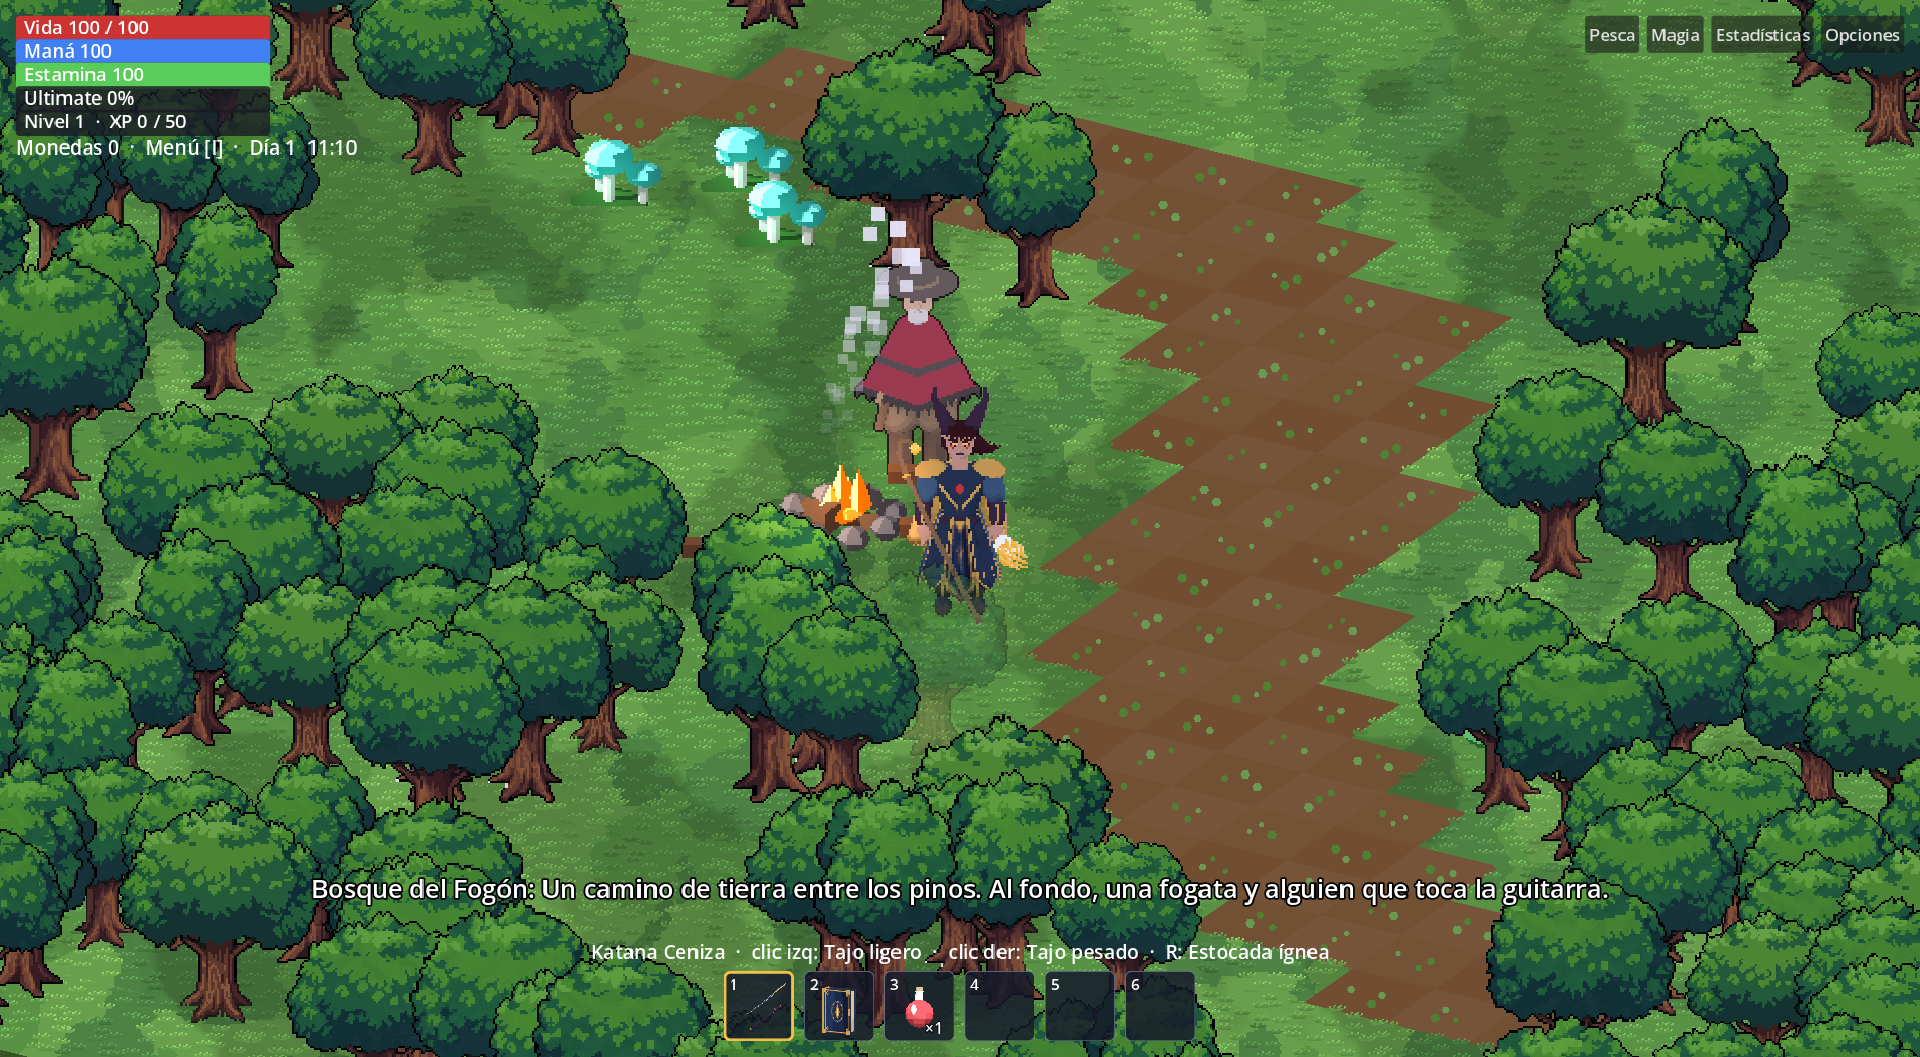 Vida 100 / 100
Maná 100
Estamina 100
Ultimate 0%
Nivel 1 · XP 0 / 50
Monedas 0 · Menú [I] · Día 1 11:10
Pesca Magia Estadísticas Opciones
Bosque del Fogón: Un camino de tierra entre los pinos. Al fondo, una fogata y alguien que toca la guitarra.
Katana Ceniza · clic izq: Tajo ligero · clic der: Tajo pesado · R: Estocada ígnea
1 2 3 4 5 6
×1